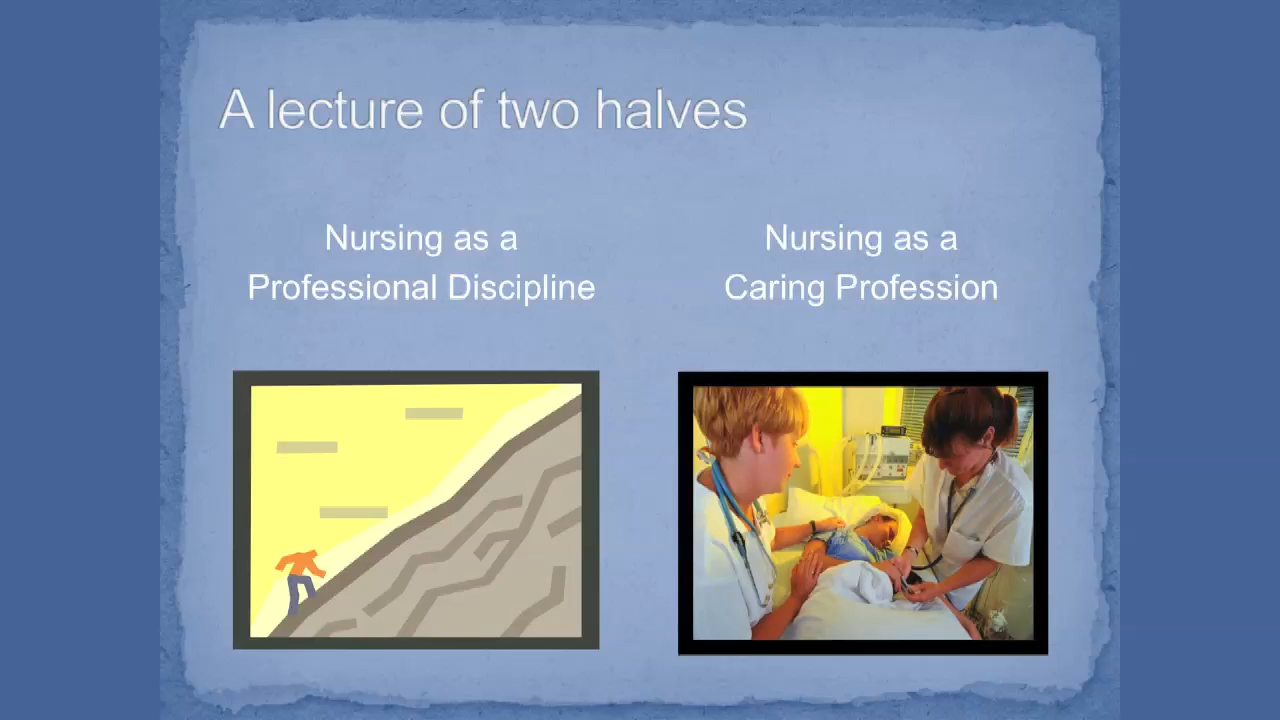 A lecture of two halves
Nursing as a
Professional Discipline
Nursing as a
Caring Profession